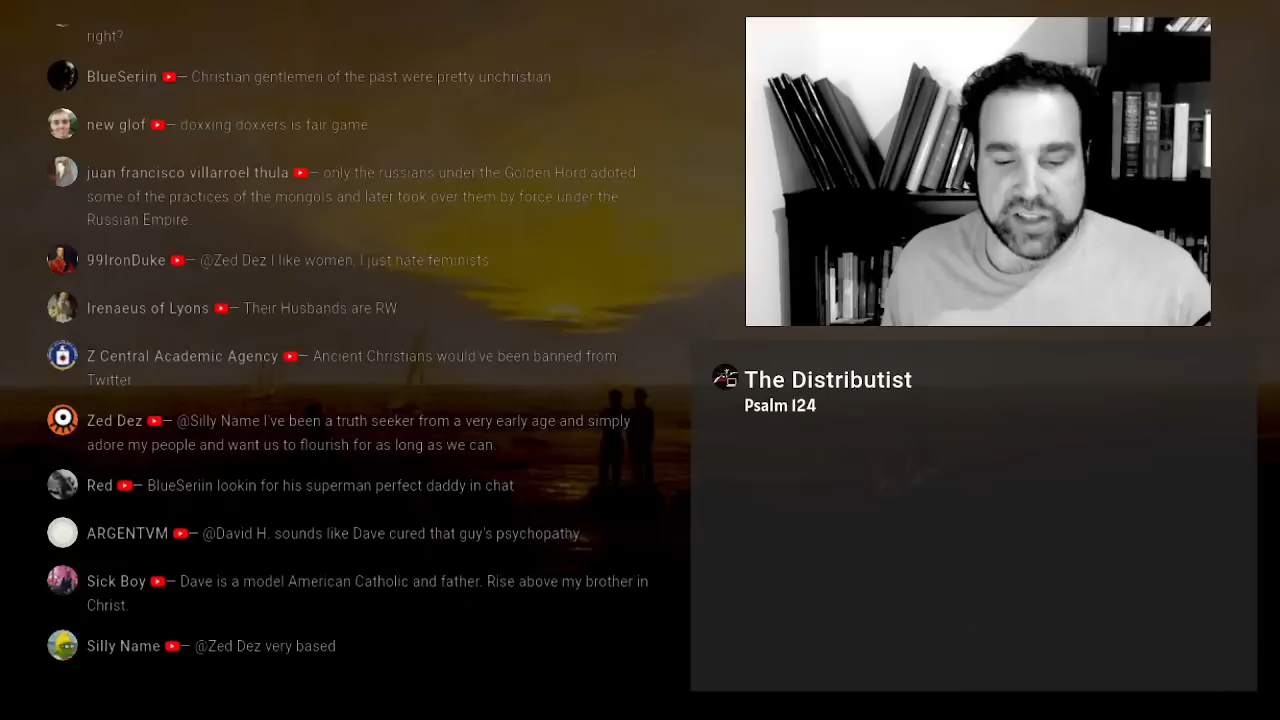 right?
BlueSeriin — Christian gentlemen of the past were pretty unchristian
new glof — doxxing doxxers is fair game
juan francisco villarroel thula — only the russians under the Golden Hord adoted
some of the practices of the mongols and later took over them by force under the
Russian Empire.
99IronDuke — @Zed Dez I like women, I just hate feminists
Irenaeus of Lyons — Their Husbands are RW
Z Central Academic Agency — Ancient Christians would've been banned from
Twitter
Zed Dez — @Silly Name I've been a truth seeker from a very early age and simply
adore my people and want us to flourish for as long as we can.
Red — BlueSeriin lookin for his superman perfect daddy in chat
ARGENTVM — @David H. sounds like Dave cured that guy's psychopathy.
Sick Boy — Dave is a model American Catholic and father. Rise above my brother in
Christ.
Silly Name — @Zed Dez very based
The Distributist
Psalm 124